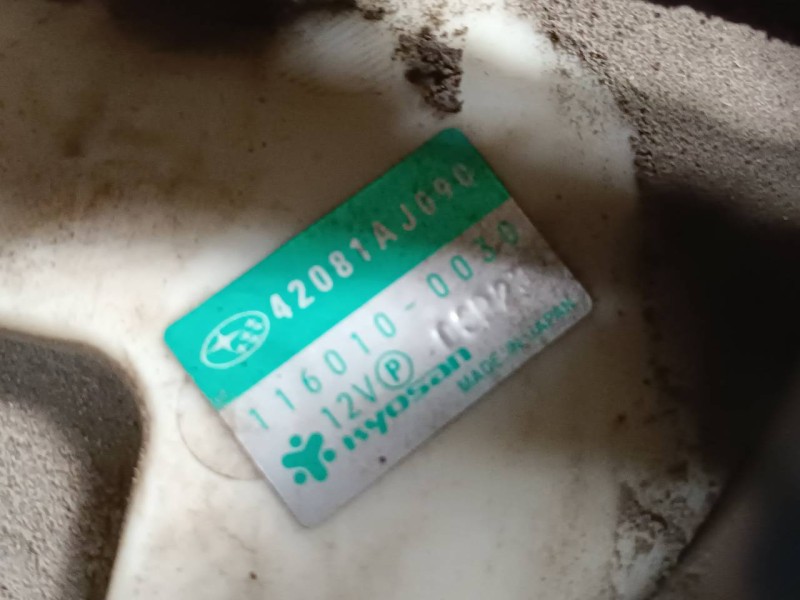 42081AJ090
116010-0030
12V P
Kyosan
MADE IN JAPAN